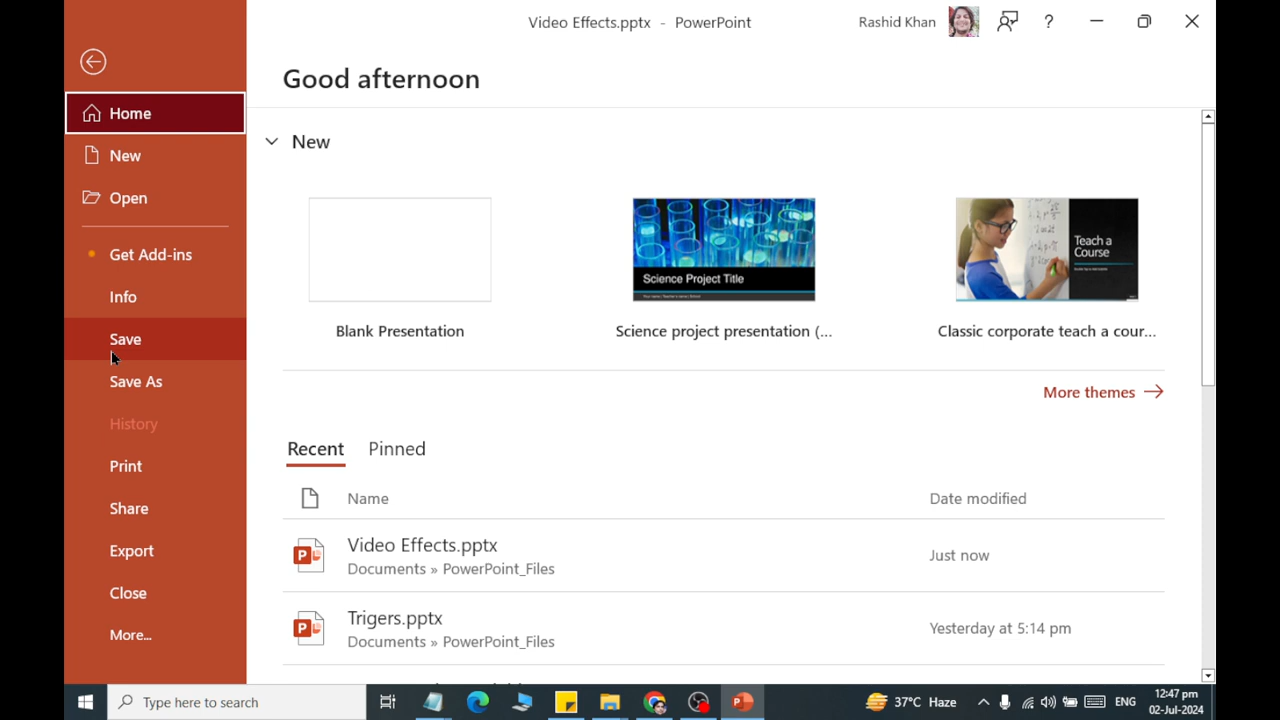 Video Effects.pptx - PowerPoint
Rashid Khan
?
Good afternoon
Home
New
Open
Get Add-ins
Info
Save
Save As
History
Print
Share
Export
Close
More...
New
Science Project Title
Teach a
Course
Blank Presentation
Science project presentation (...
Classic corporate teach a cour...
More themes
Recent
Pinned
Name
Date modified
Video Effects.pptx
Documents » PowerPoint_Files
Just now
Trigers.pptx
Documents » PowerPoint_Files
Yesterday at 5:14 pm
Type here to search
37°C Haze
ENG
12:47 pm
02-Jul-2024